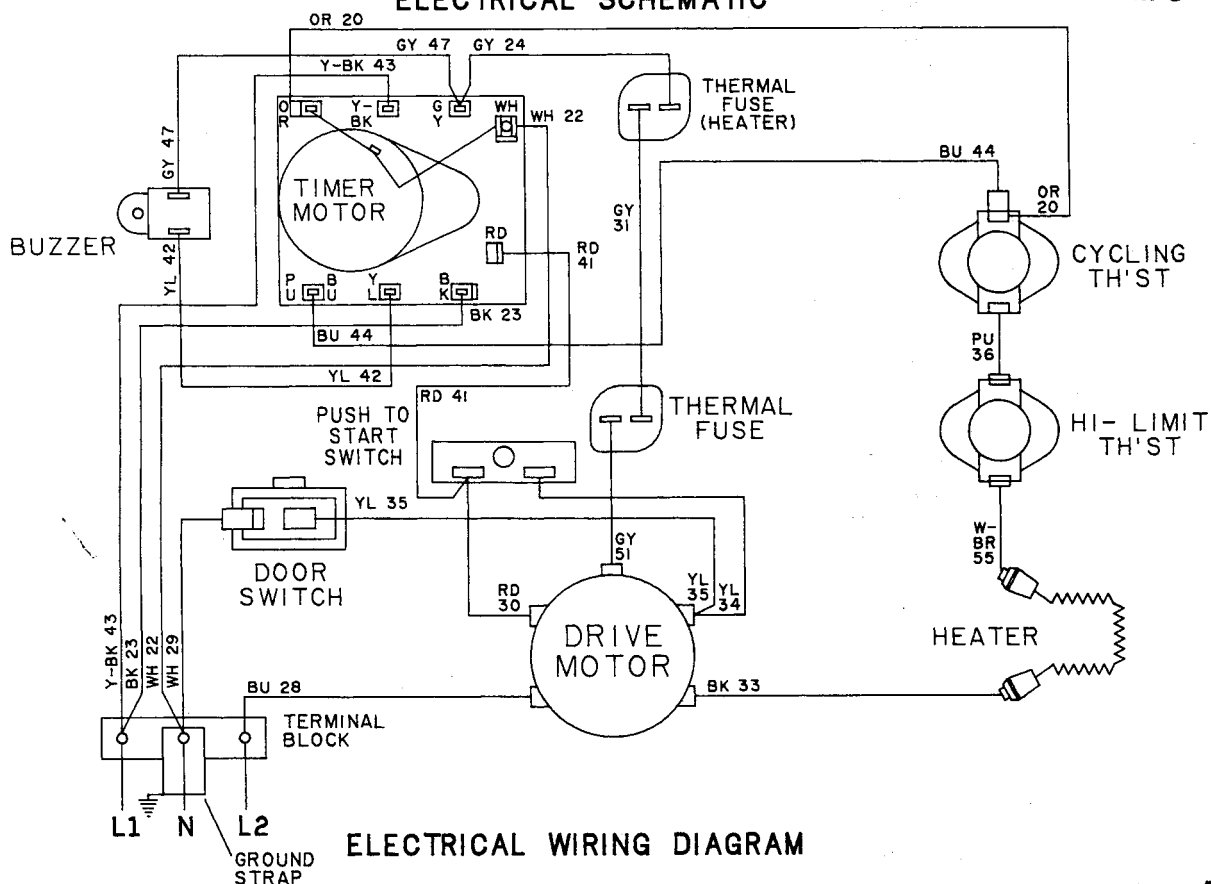 ELECTRICAL SCHEMATIC
OR 20
GY 47
GY 24
Y-BK 43
O
R
Y-
BK
G
Y
WH
WH 22
THERMAL
FUSE
(HEATER)
BU 44
GY 47
TIMER
MOTOR
GY
31
OR
20
BUZZER
YL 42
RD
RD
41
CYCLING
TH'ST
P
U
B
U
Y
L
B
K
BK 23
BU 44
PU
36
YL 42
RD 41
THERMAL
FUSE
HI- LIMIT
TH'ST
PUSH TO
START
SWITCH
YL 35
DOOR
SWITCH
GY
51
W-
BR
55
RD
30
YL
35
YL
34
DRIVE
MOTOR
HEATER
Y-BK 43
BK 23
WH 22
WH 29
BU 28
BK 33
TERMINAL
BLOCK
L1
N
L2
GROUND
STRAP
ELECTRICAL WIRING DIAGRAM